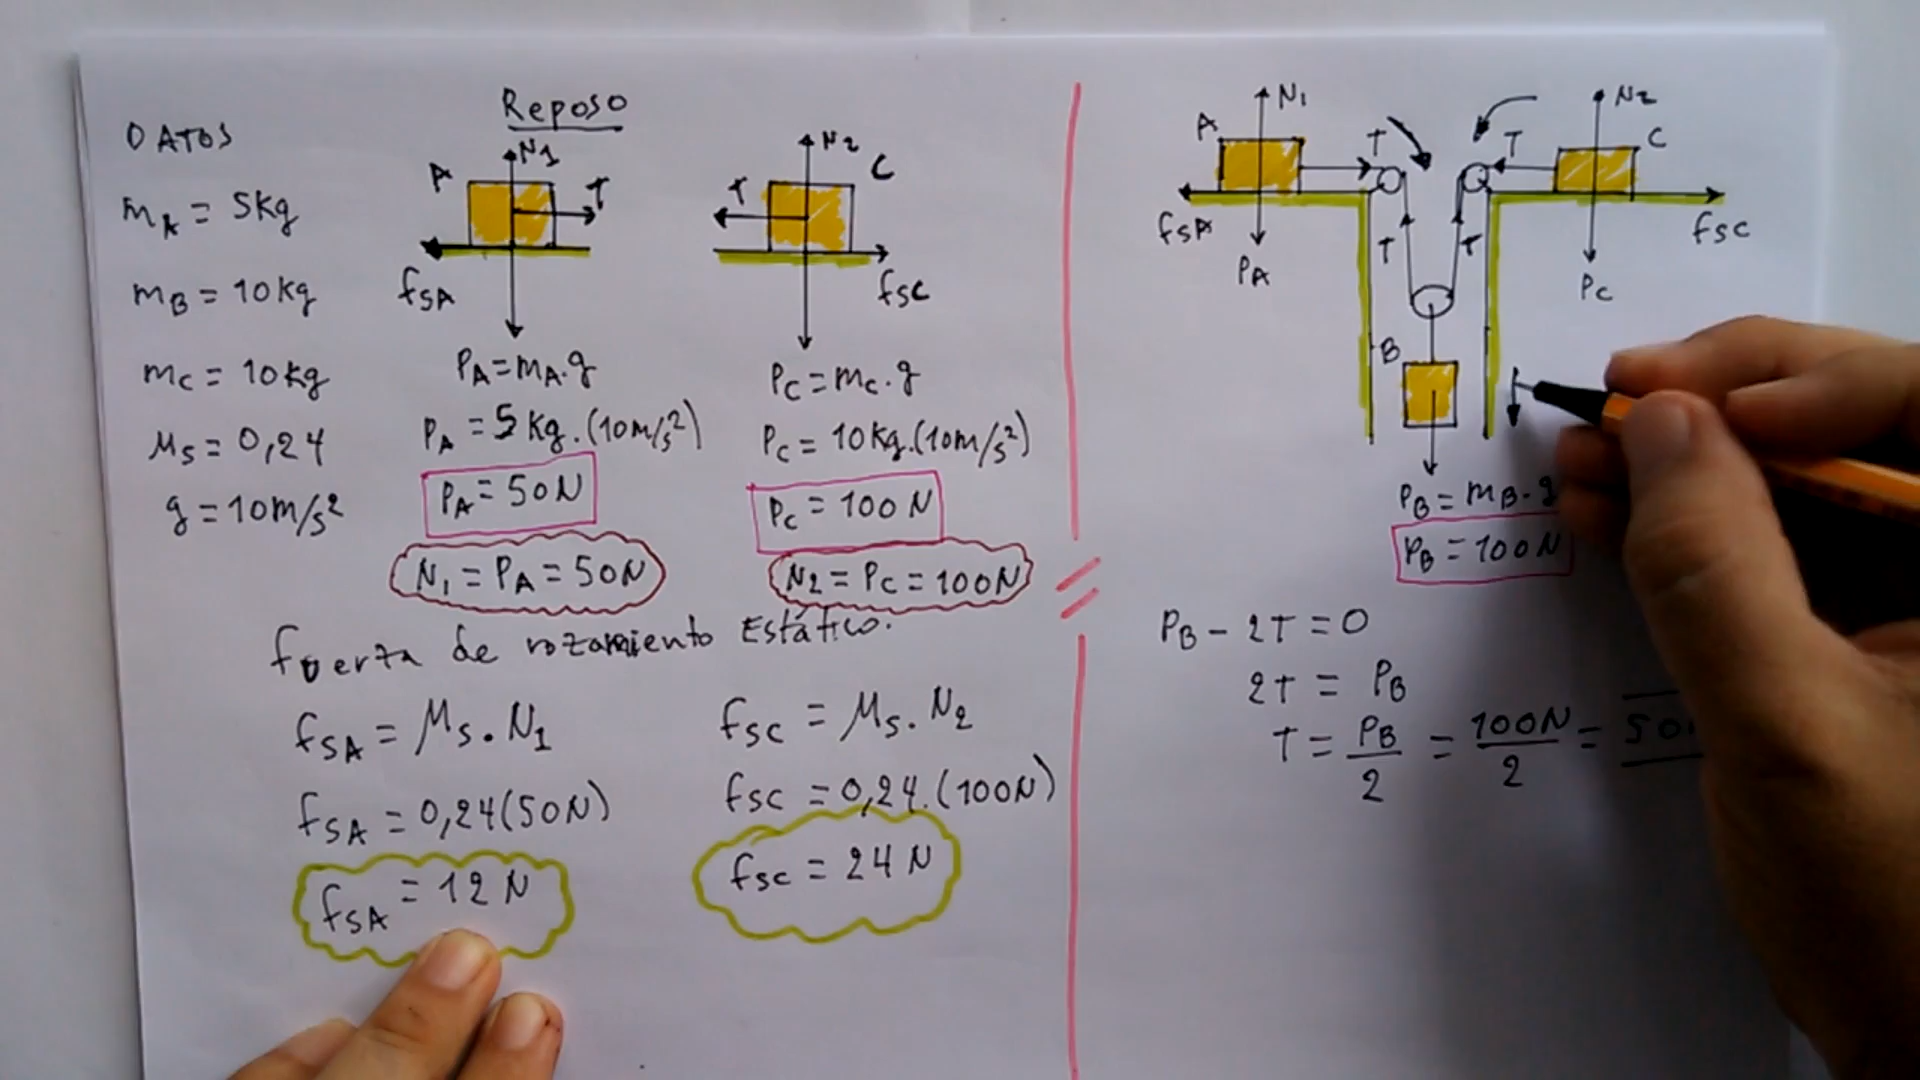 DATOS
mA = 5Kg
mB = 10Kg
mC = 10Kg
μs = 0,24
g = 10m/s²
Reposo
N1
A
T
fsA
PA = mA.g
PA = 5Kg.(10m/s²)
PA = 50N
N1 = PA = 50N
N2
C
T
fsc
Pc = mc.g
Pc = 10Kg.(10m/s²)
Pc = 100N
N2 = Pc = 100N
fuerza de rozamiento Estático.
fsA = μs.N1
fsA = 0,24(50N)
fsA = 12N
fsc = μs.N2
fsc = 0,24.(100N)
fsc = 24N
N1
A
T
T
N2
C
fsA
PA
T
T
fsc
Pc
B
PB = mB.g
PB = 100N
PB - 2T = 0
2T = PB
T = PB/2 = 100N/2 =